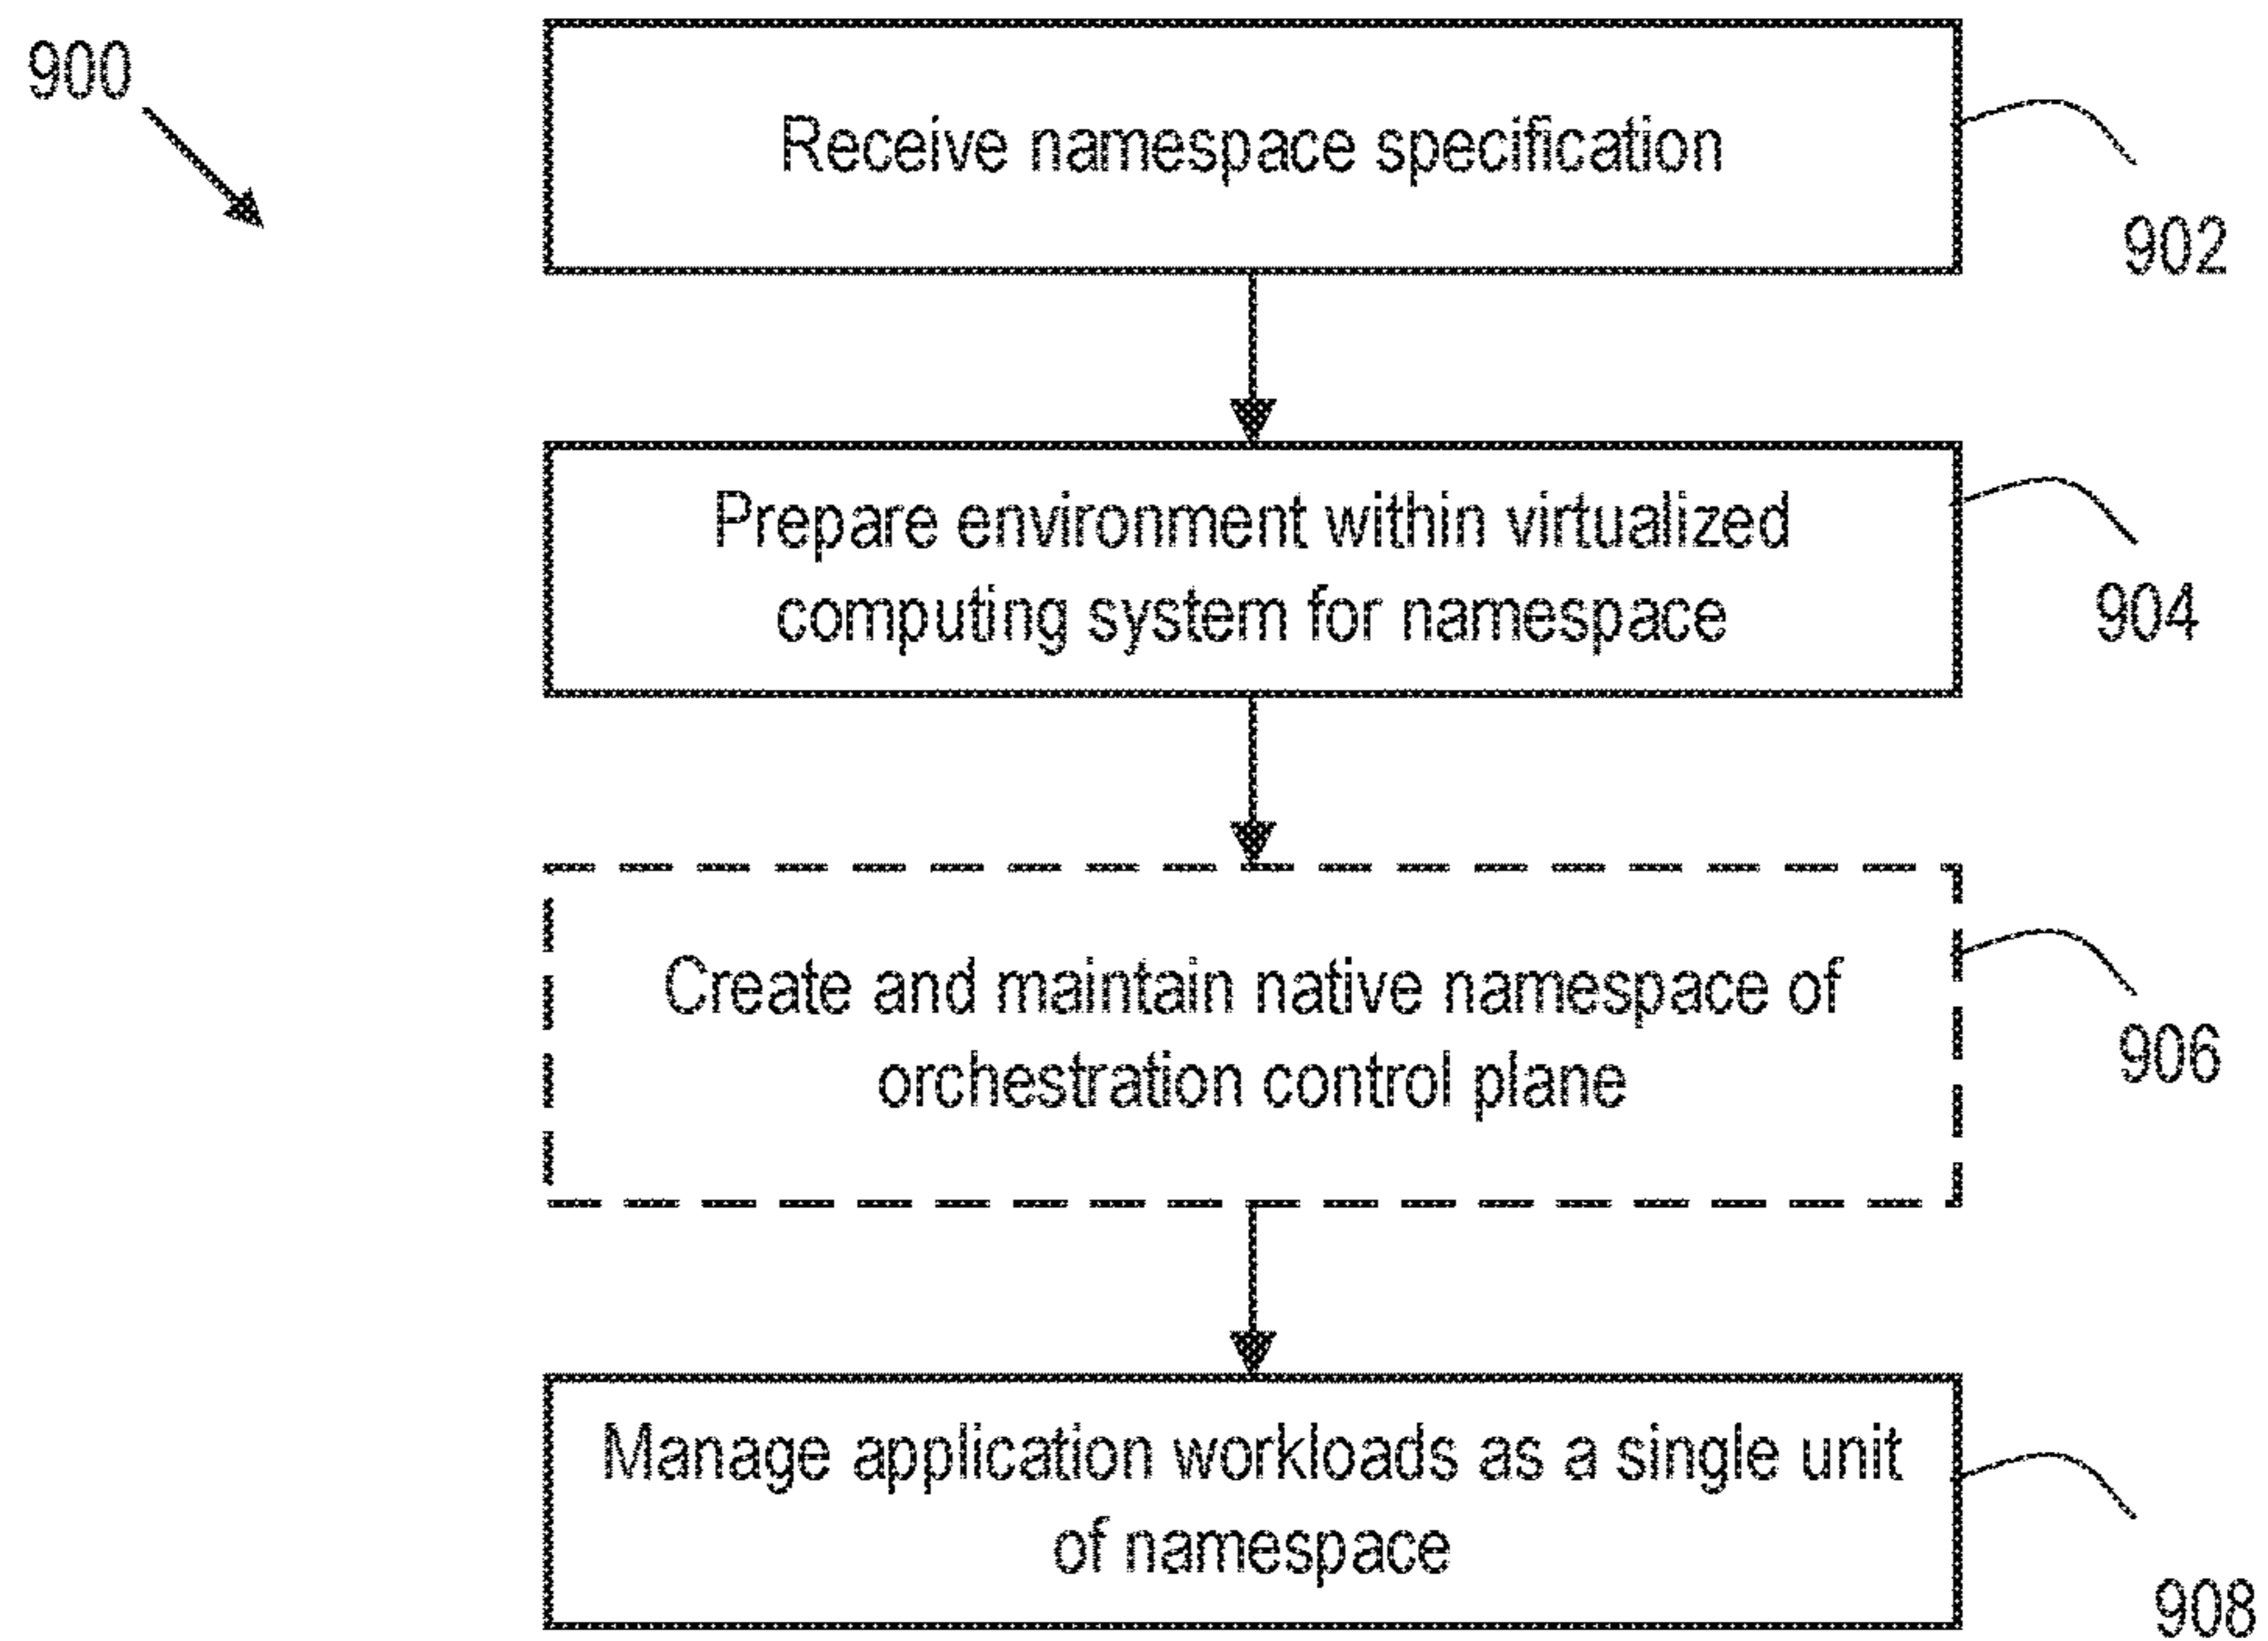 900
Receive namespace specification
902
Prepare environment within virtualized
computing system for namespace
904
Create and maintain native namespace of
orchestration control plane
906
Manage application workloads as a single unit
of namespace
908